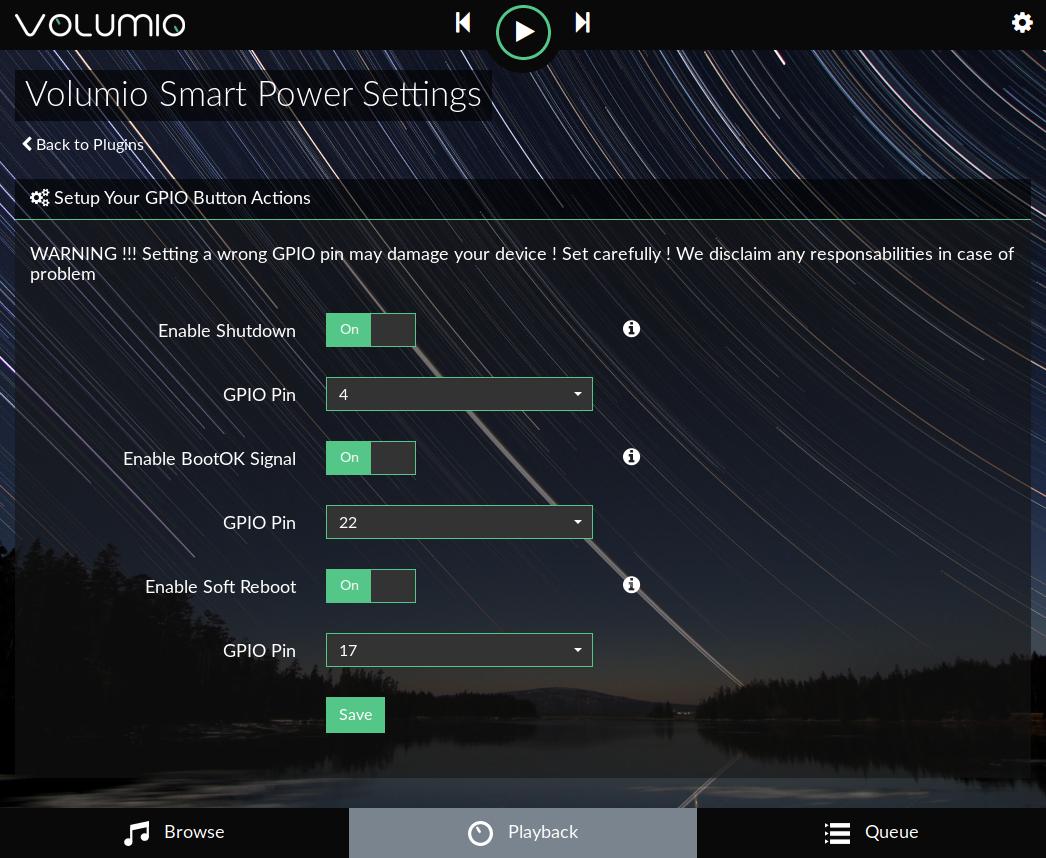 VOLUMIO
Volumio Smart Power Settings
Back to Plugins
Setup Your GPIO Button Actions
WARNING !!! Setting a wrong GPIO pin may damage your device ! Set carefully ! We disclaim any responsabilities in case of
problem
Enable Shutdown On
GPIO Pin 4
Enable BootOK Signal On
GPIO Pin 22
Enable Soft Reboot On
GPIO Pin 17
Save
Browse Playback Queue